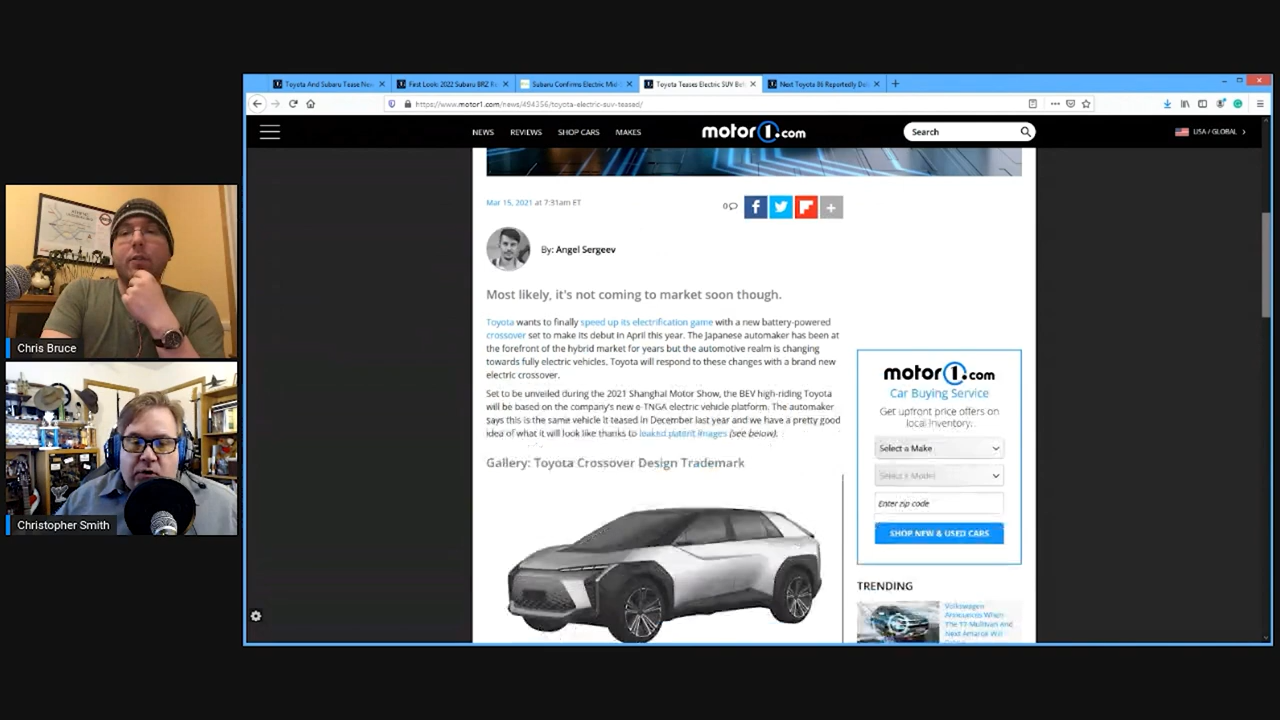 Toyota And Subaru Tease New
First Look: 2022 Subaru BRZ R
Subaru Confirms Electric Mid
Toyota Teases Electric SUV Bef
Next Toyota 86 Reportedly Del
https://www.motor1.com/news/494356/toyota-electric-suv-teased/
NEWS
REVIEWS
SHOP CARS
MAKES
motor1.com
Search
USA / GLOBAL
Mar 15, 2021 at 7:31am ET
0
By: Angel Sergeev
Most likely, it's not coming to market soon though.
Toyota wants to finally speed up its electrification game with a new battery-powered
crossover set to make its debut in April this year. The Japanese automaker has been at
the forefront of the hybrid market for years but the automotive realm is changing
towards fully electric vehicles. Toyota will respond to these changes with a brand new
electric crossover.
Set to be unveiled during the 2021 Shanghai Motor Show, the BEV high-riding Toyota
will be based on the company's new e-TNGA electric vehicle platform. The automaker
says this is the same vehicle it teased in December last year and we have a pretty good
idea of what it will look like thanks to leaked patent images (see below).
Gallery: Toyota Crossover Design Trademark
motor1.com
Car Buying Service
Get upfront price offers on
local inventory.
Select a Make
Select a Model
Enter zip code
SHOP NEW & USED CARS
TRENDING
Volkswagen
Announces When
The T7 Multivan And
Next Amarok Will
Chris Bruce
Christopher Smith